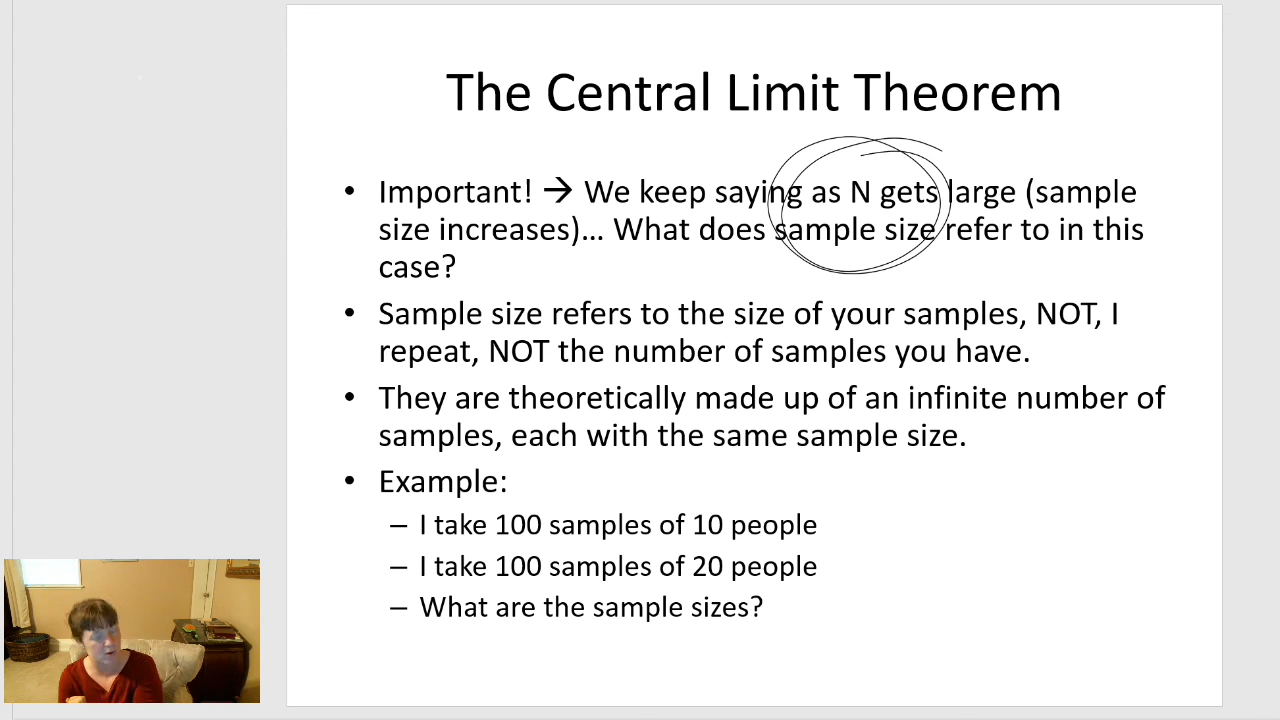 The Central Limit Theorem
• Important! → We keep saying as N gets large (sample
size increases)… What does sample size refer to in this
case?
• Sample size refers to the size of your samples, NOT, I
repeat, NOT the number of samples you have.
• They are theoretically made up of an infinite number of
samples, each with the same sample size.
• Example:
– I take 100 samples of 10 people
– I take 100 samples of 20 people
– What are the sample sizes?